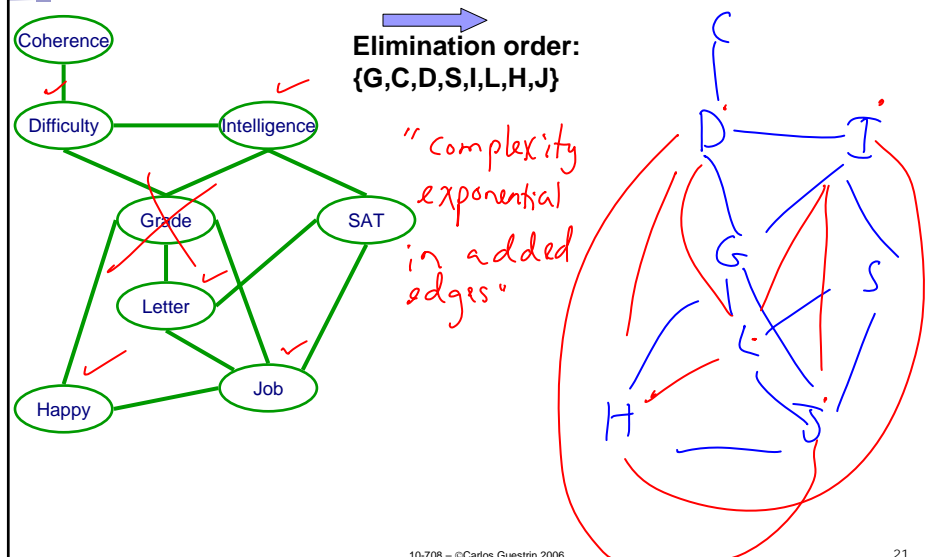 Coherence
Difficulty
Intelligence
Grade
SAT
Letter
Job
Happy
Elimination order:
{G,C,D,S,I,L,H,J}
"complexity
exponential
in added
edges"
C
D
I
G
S
L
H
J
10-708 – ©Carlos Guestrin 2006
21